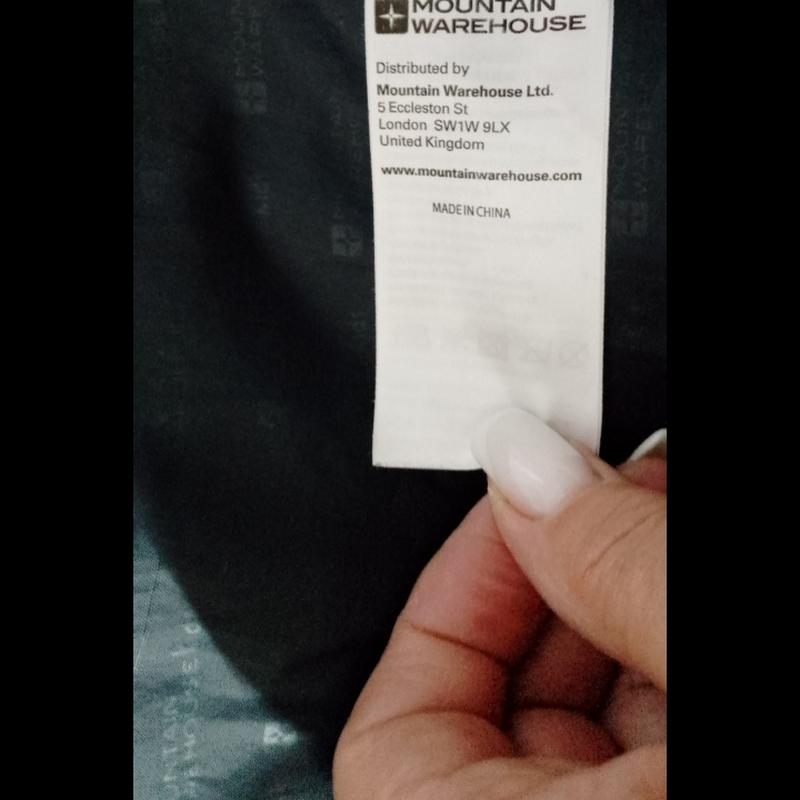 MOUNTAIN
WAREHOUSE
Distributed by
Mountain Warehouse Ltd.
5 Eccleston St
London SW1W 9LX
United Kingdom
www.mountainwarehouse.com
MADE IN CHINA